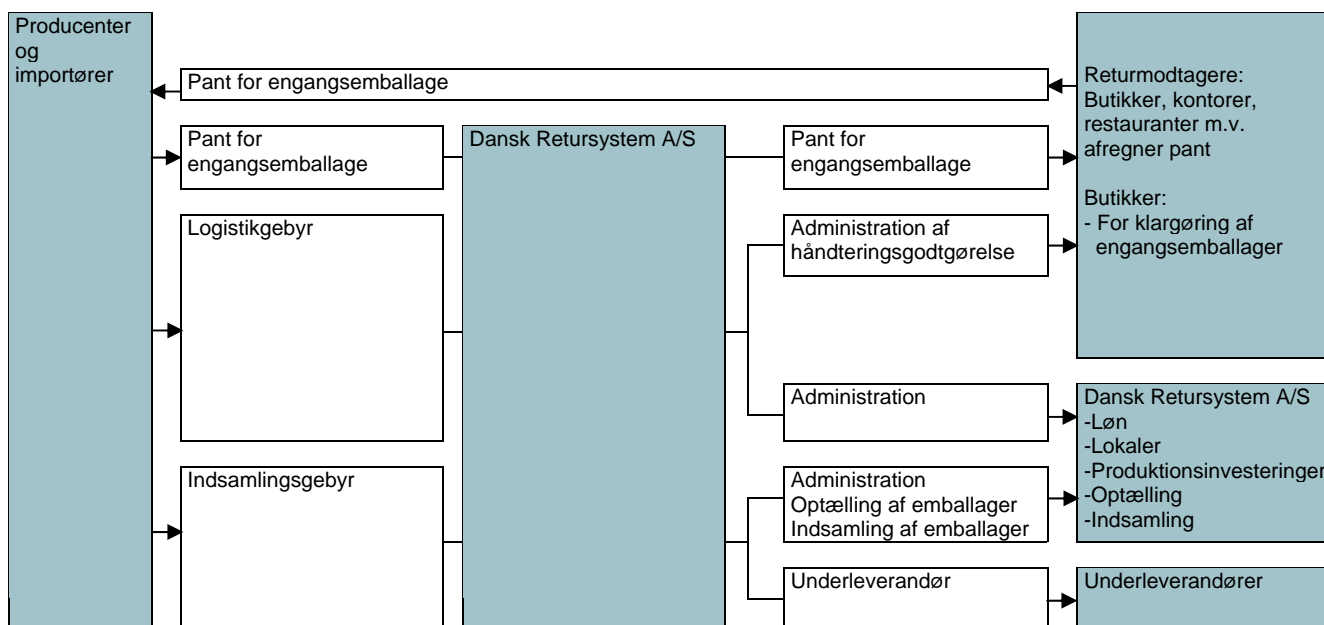 Producenter
og
importører
Pant for engangsemballage
Returmodtagere:
Butikker, kontorer,
restauranter m.v.
afregner pant
Butikker:
- For klargøring af
engangsemballager
Pant for
engangsemballage
Dansk Retursystem A/S
Pant for
engangsemballage
Logistikgebyr
Administration af
håndteringsgodtgørelse
Administration
Dansk Retursystem A/S
-Løn
-Lokaler
-Produktionsinvesteringer
-Optælling
-Indsamling
Indsamlingsgebyr
Administration
Optælling af emballager
Indsamling af emballager
Underleverandør
Underleverandører